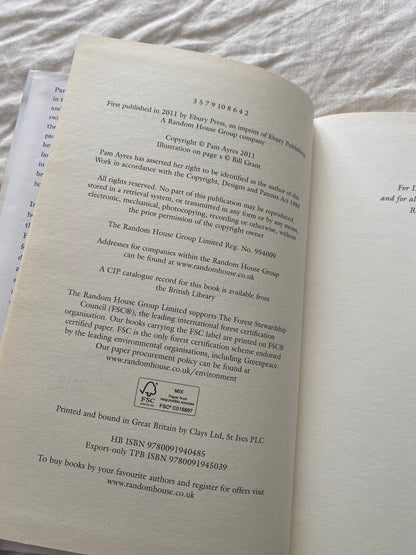 3 5 7 9 10 8 6 4 2
First published in 2011 by Ebury Press, an imprint of Ebury Publishing
A Random House Group company
Copyright © Pam Ayres 2011
Illustration on page x © Bill Grant
Pam Ayres has asserted her right to be identified as the author of this
Work in accordance with the Copyright, Designs and Patents Act 1988
All rights reserved. No part of this publication may be reproduced,
stored in a retrieval system, or transmitted in any form or by any means,
electronic, mechanical, photocopying, recording or otherwise, without
the prior permission of the copyright owner
The Random House Group Limited Reg. No. 954009
Addresses for companies within the Random House Group
can be found at www.randomhouse.co.uk
A CIP catalogue record for this book is available from
the British Library
The Random House Group Limited supports The Forest Stewardship
Council (FSC®), the leading international forest certification
organisation. Our books carrying the FSC label are printed on FSC®
certified paper. FSC is the only forest certification scheme endorsed
by the leading environmental organisations, including Greenpeace.
Our paper procurement policy can be found at
www.randomhouse.co.uk/environment
FSC
MIX
Paper from
responsible sources
FSC® C018897
Printed and bound in Great Britain by Clays Ltd, St Ives PLC
HB ISBN 9780091940485
Export-only TPB ISBN 9780091945039
To buy books by your favourite authors and register for offers visit
www.randomhouse.co.uk
For
and for al